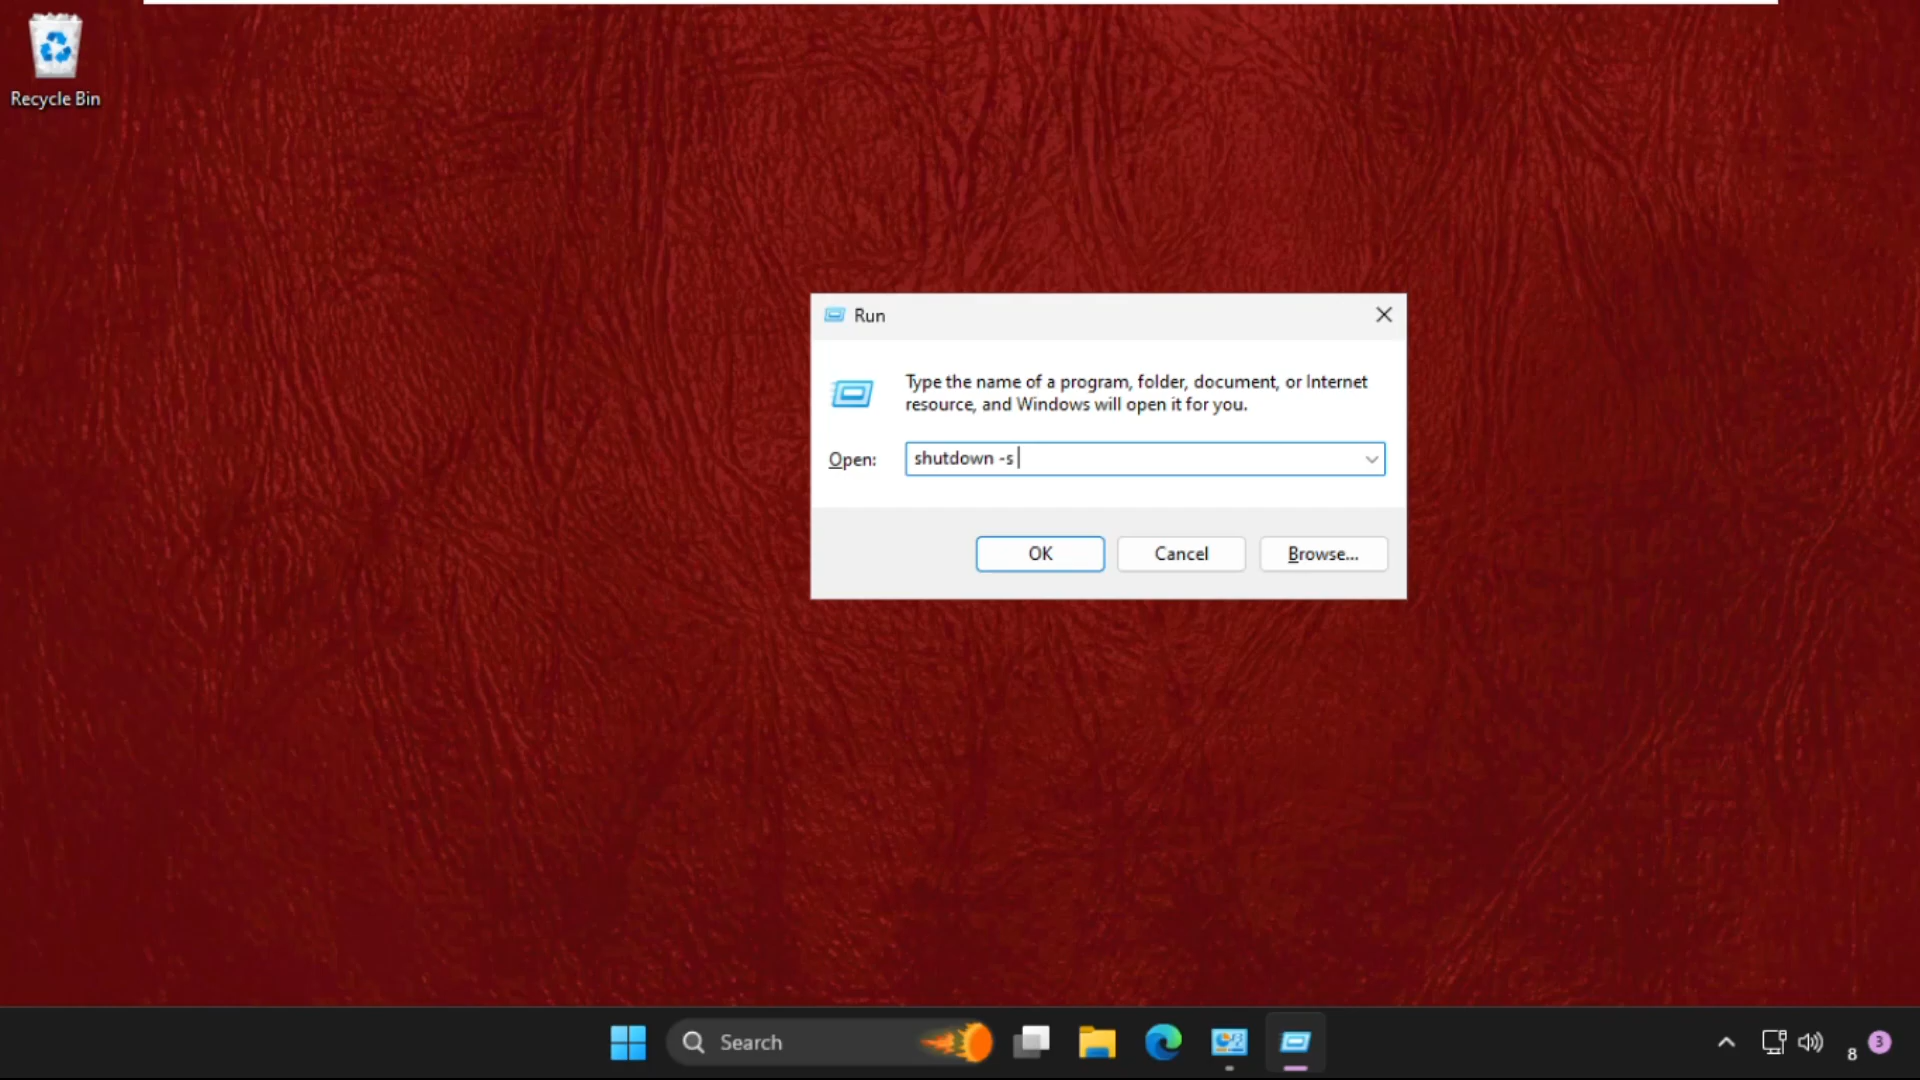 Recycle Bin
Run
Type the name of a program, folder, document, or Internet
resource, and Windows will open it for you.
Open:
shutdown -s
OK
Cancel
Browse...
Search
8
3